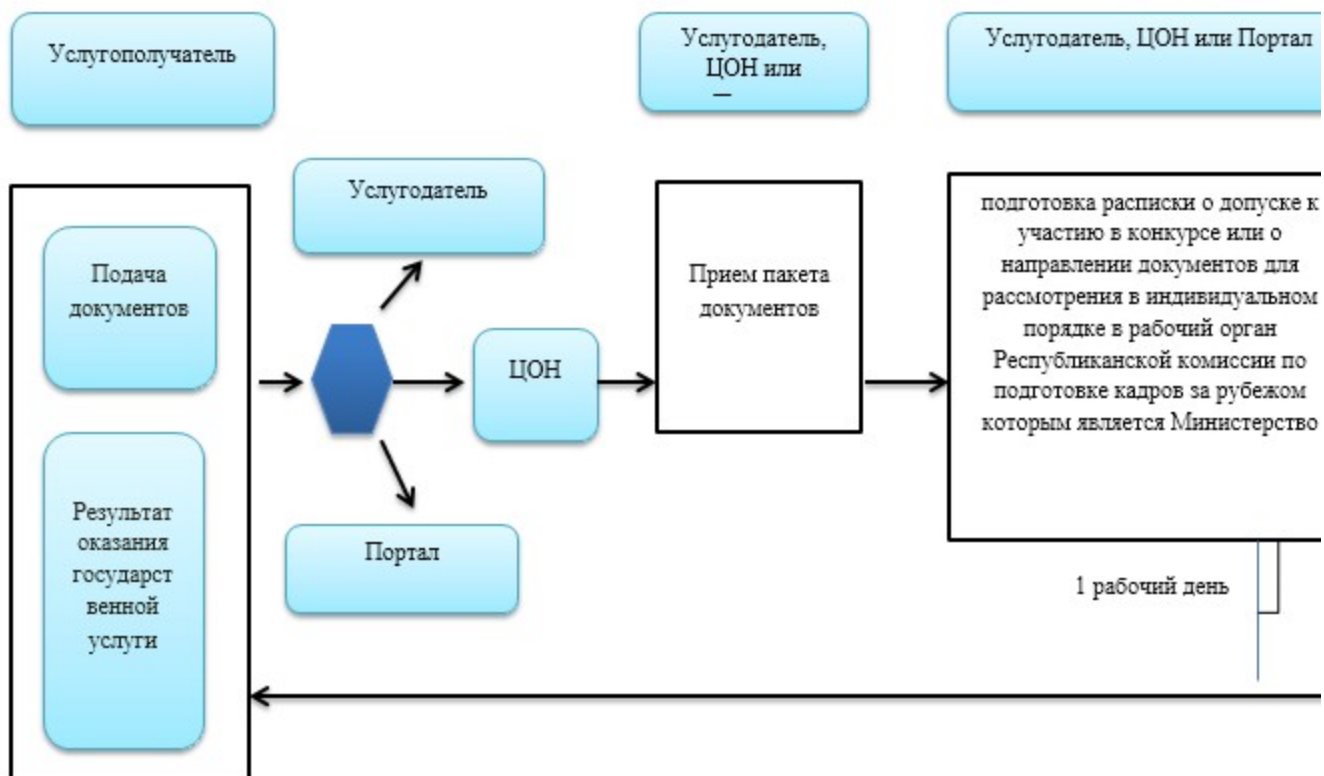 Услугополучатель
Услугодатель,
ЦОН или
Услугодатель, ЦОН или Портал
Услугодатель
Подача
документов
ЦОН
Прием пакета
документов
подготовка расписки о допуске к
участию в конкурсе или о
направлении документов для
рассмотрения в индивидуальном
порядке в рабочий орган
Республиканской комиссии по
подготовке кадров за рубежом
которым является Министерство
Результат
оказания
государст
венной
услуги
Портал
1 рабочий день